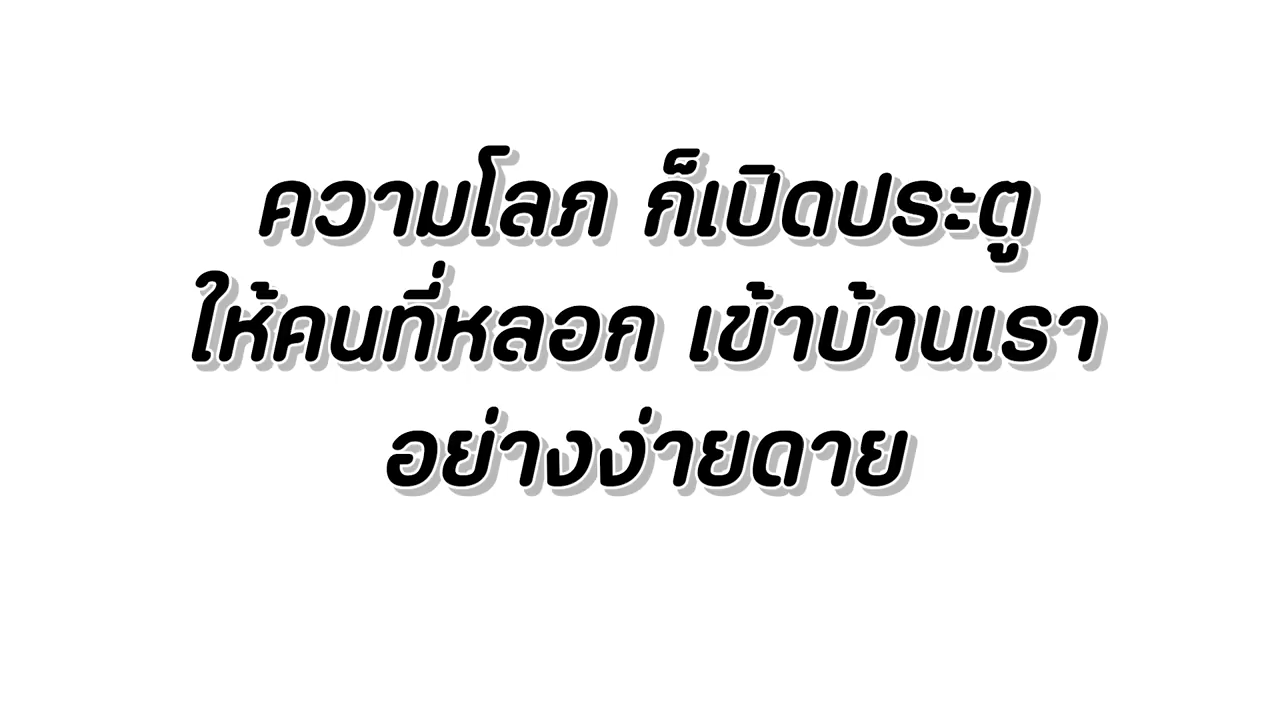 ความโลภ ก็เปิดประตู
ให้คนที่หลอก เข้าบ้านเรา
อย่างง่ายดาย